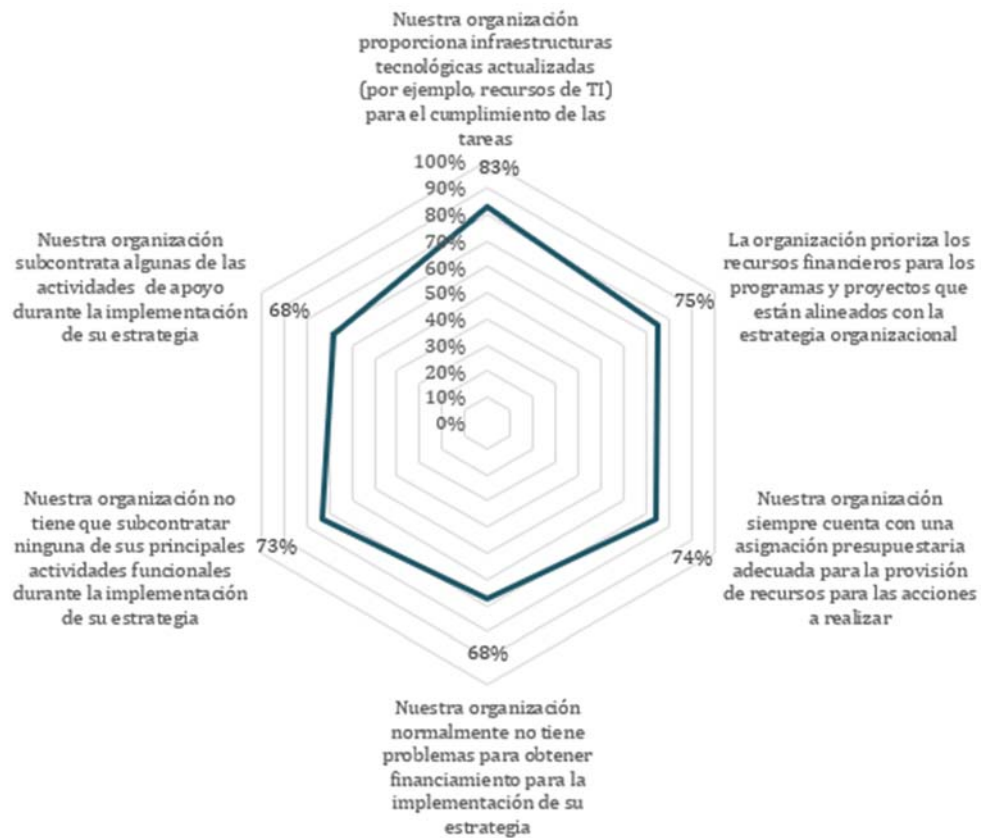 Nuestra organización
proporciona infraestructuras
tecnológicas actualizadas
(por ejemplo, recursos de TI)
para el cumplimiento de las
tareas
83%
100%
90%
80%
70%
60%
50%
40%
30%
20%
10%
0%
La organización prioriza los
recursos financieros para los
programas y proyectos que
están alineados con la
estrategia organizacional
75%
Nuestra organización
siempre cuenta con una
asignación presupuestaria
adecuada para la provisión
de recursos para las acciones
a realizar
74%
68%
Nuestra organización
normalmente no tiene
problemas para obtener
financiamiento para la
implementación de su
estrategia
Nuestra organización no
tiene que subcontratar
ninguna de sus principales
actividades funcionales
durante la implementación
de su estrategia
73%
Nuestra organización
subcontrata algunas de las
actividades de apoyo
durante la implementación
de su estrategia
68%